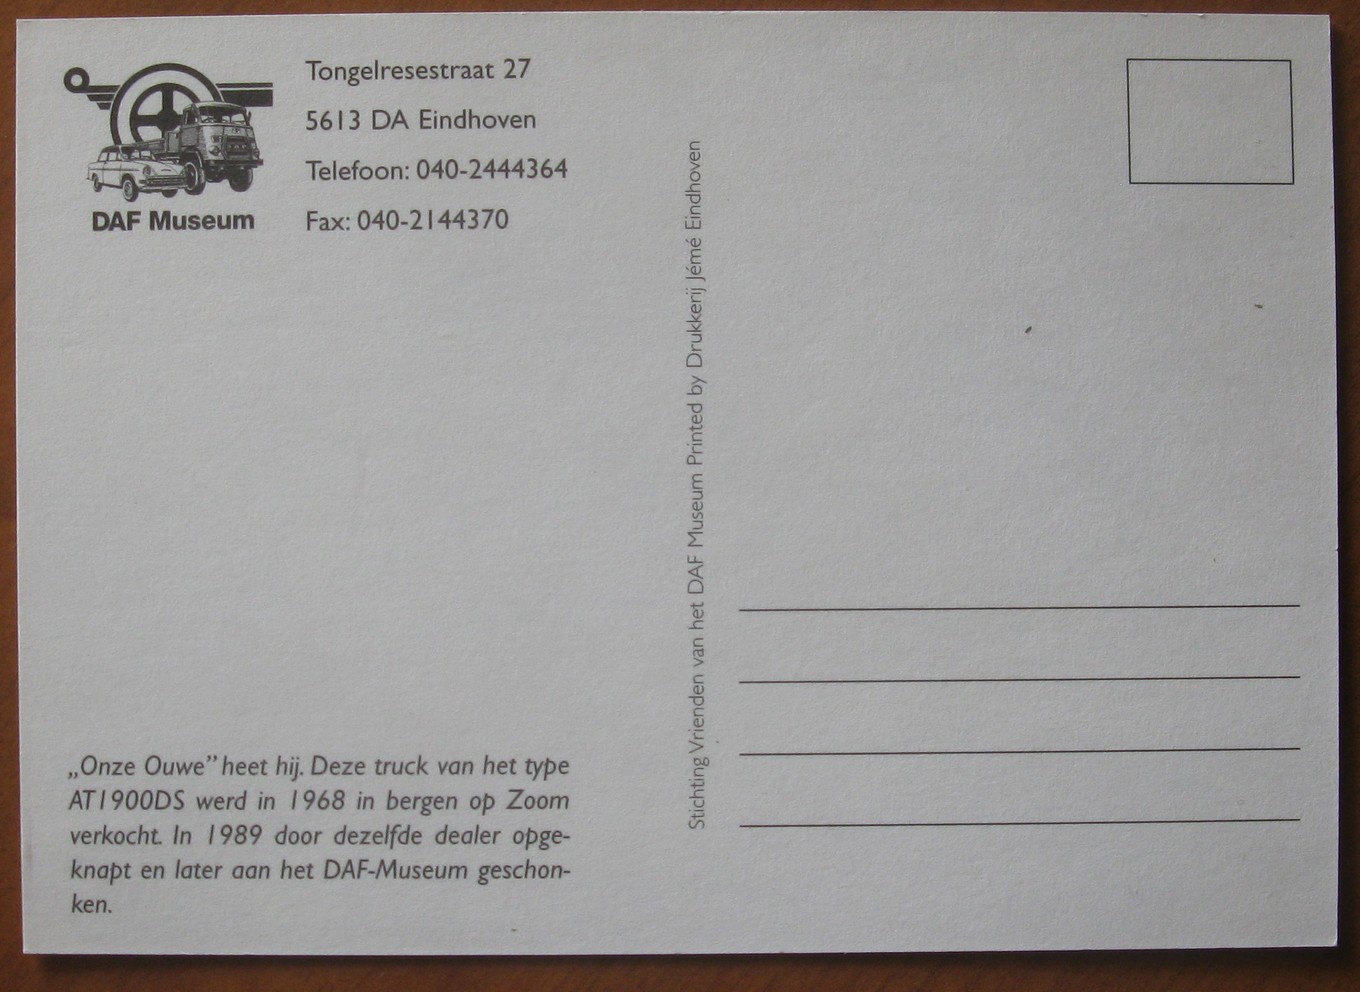 DAF Museum
Tongelresestraat 27
5613 DA Eindhoven
Telefoon: 040-2444364
Fax: 040-2144370
„Onze Ouwe” heet hij. Deze truck van het type
AT1900DS werd in 1968 in bergen op Zoom
verkocht. In 1989 door dezelfde dealer opge-
knapt en later aan het DAF-Museum geschon-
ken.
Stichting Vrienden van het DAF Museum Printed by Drukkerij Jémé Eindhoven